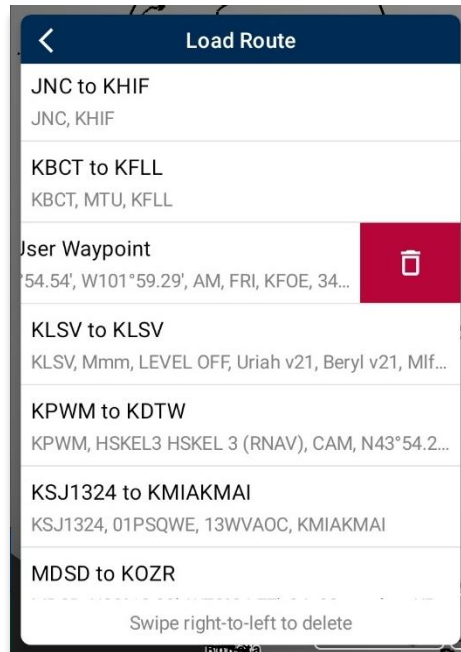 Load Route
JNC to KHIF
JNC, KHIF
KBCT to KFLL
KBCT, MTU, KFLL
User Waypoint
°54.54', W101°59.29', AM, FRI, KFOE, 34...
KLSV to KLSV
KLSV, Mmm, LEVEL OFF, Uriah v21, Beryl v21, Mlf...
KPWM to KDTW
KPWM, HSKEL3 HSKEL 3 (RNAV), CAM, N43°54.2...
KSJ1324 to KMIAKMAI
KSJ1324, 01PSQWE, 13WVAOC, KMIAKMAI
MDSD to KOZR
Swipe right-to-left to delete